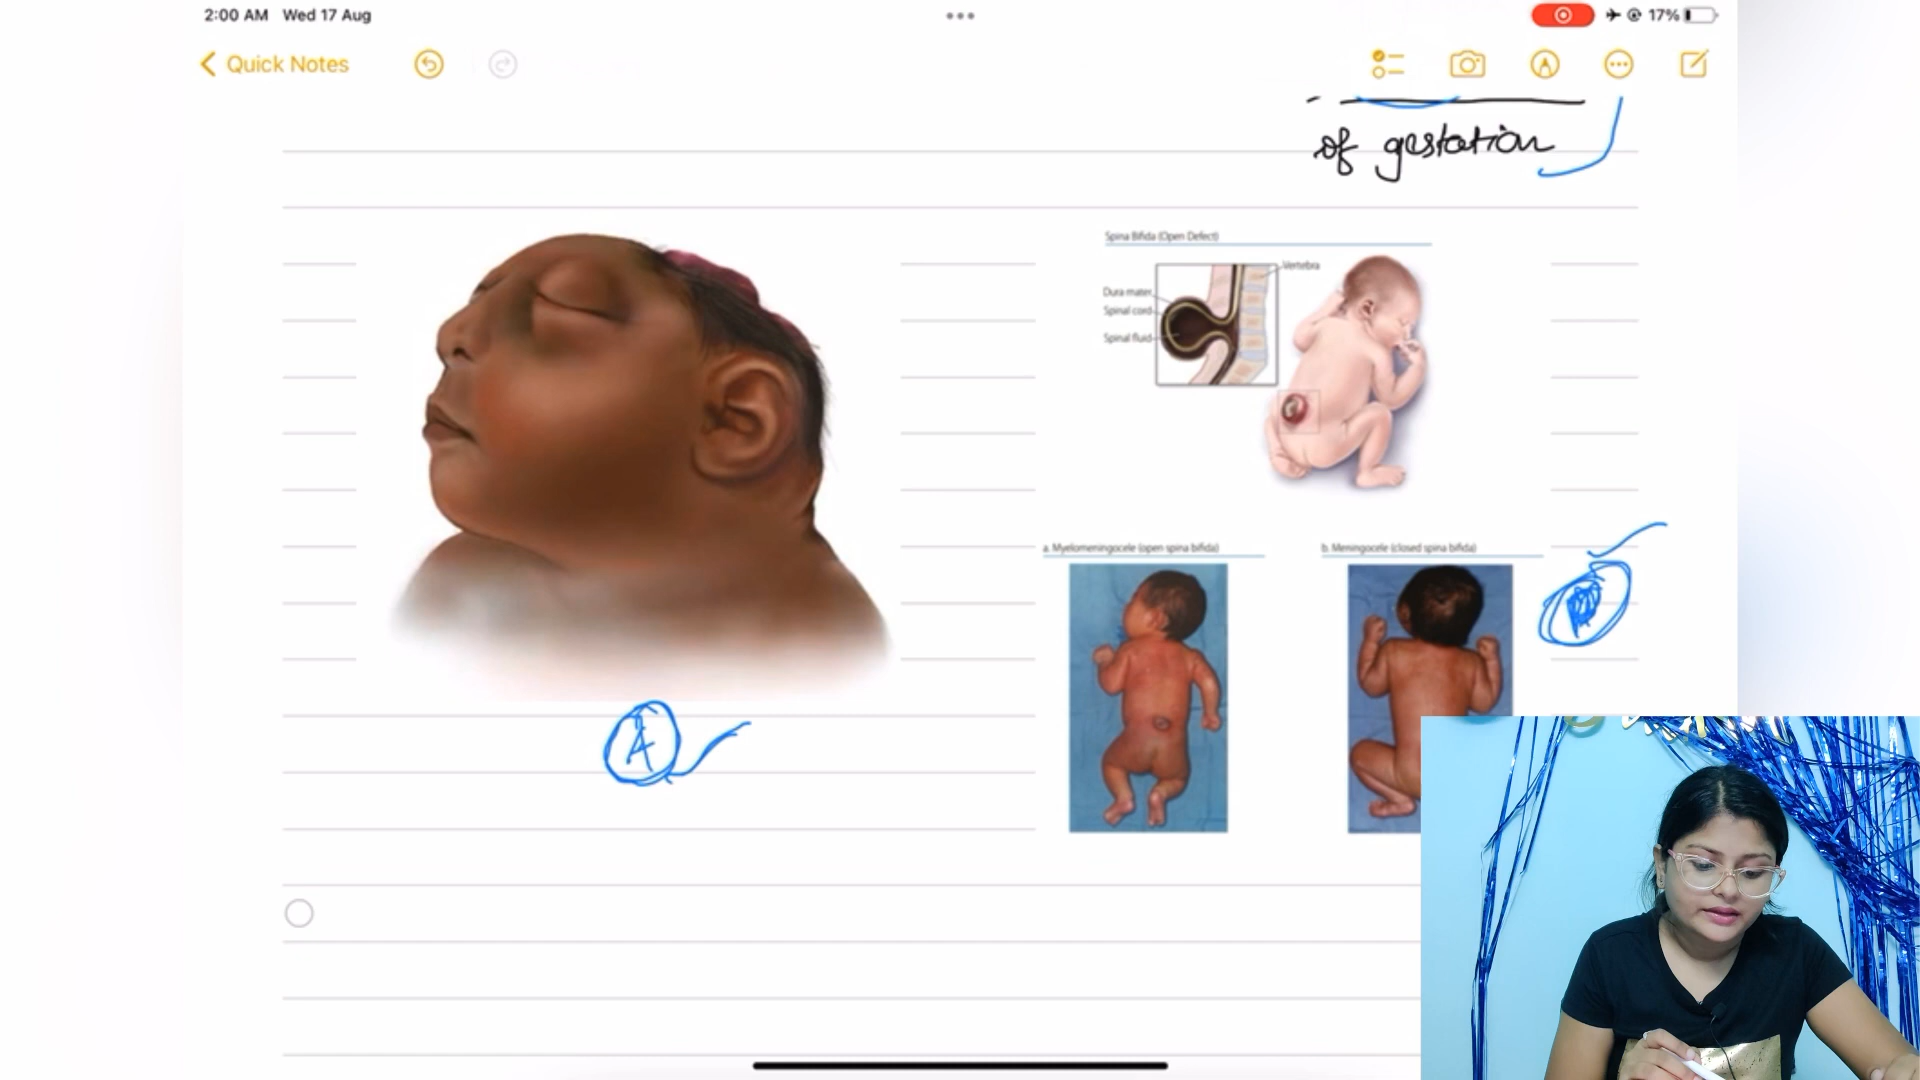 2:00 AM Wed 17 Aug
17%
Quick Notes
of gestation
Spina Bifida (Open Defect)
Vertebra
Dura mater
Spinal cord
Spinal fluid
a. Myelomeningocele (open spina bifida)
b. Meningocele (closed spina bifida)
A